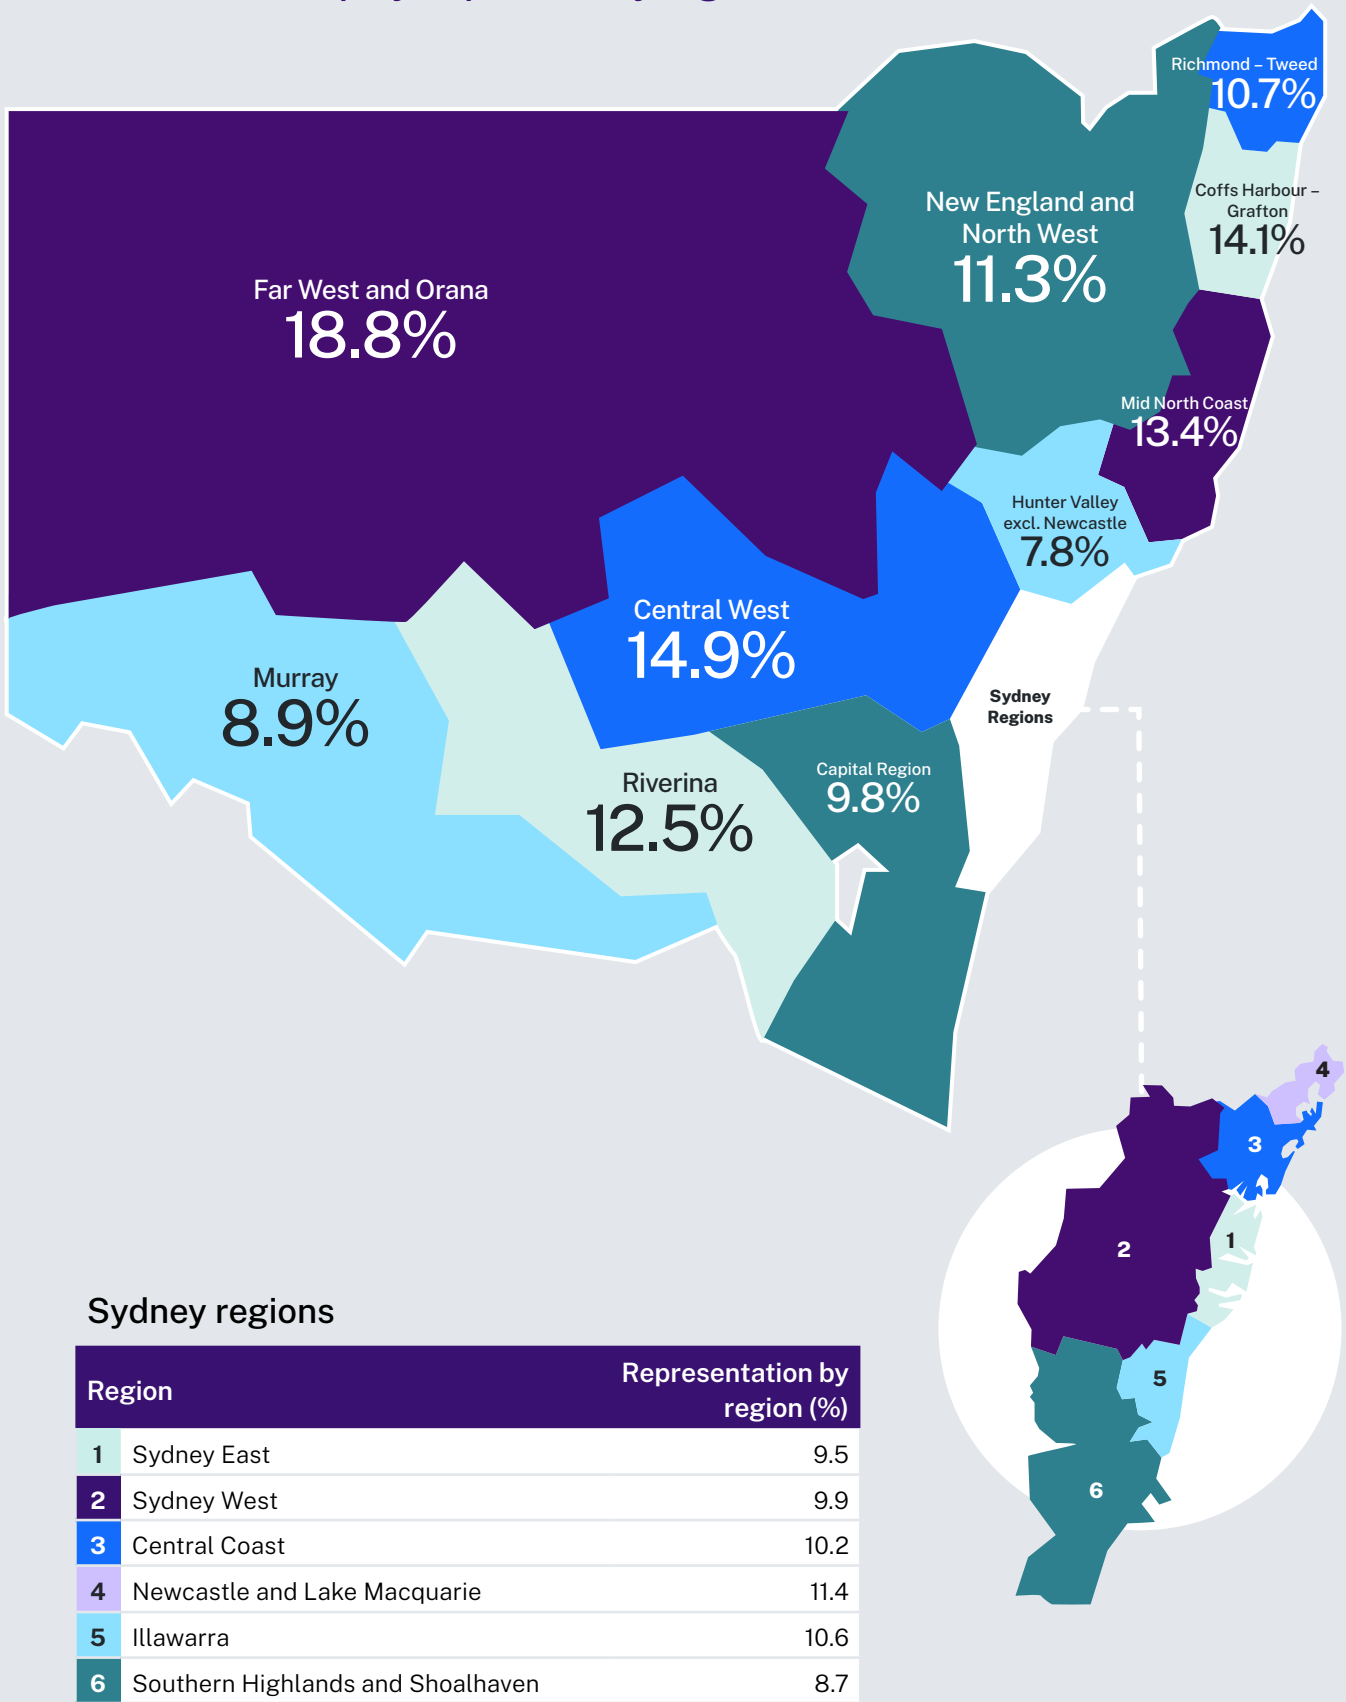 Richmond – Tweed
10.7%
New England and
North West
11.3%
Coffs Harbour –
Grafton
14.1%
Far West and Orana
18.8%
Mid North Coast
13.4%
Hunter Valley
excl. Newcastle
7.8%
Central West
14.9%
Murray
8.9%
Sydney
Regions
Riverina
12.5%
Capital Region
9.8%
4
3
1
2
5
6
Sydney regions
Region Representation by
region (%)
1 Sydney East 9.5
2 Sydney West 9.9
3 Central Coast 10.2
4 Newcastle and Lake Macquarie 11.4
5 Illawarra 10.6
6 Southern Highlands and Shoalhaven 8.7